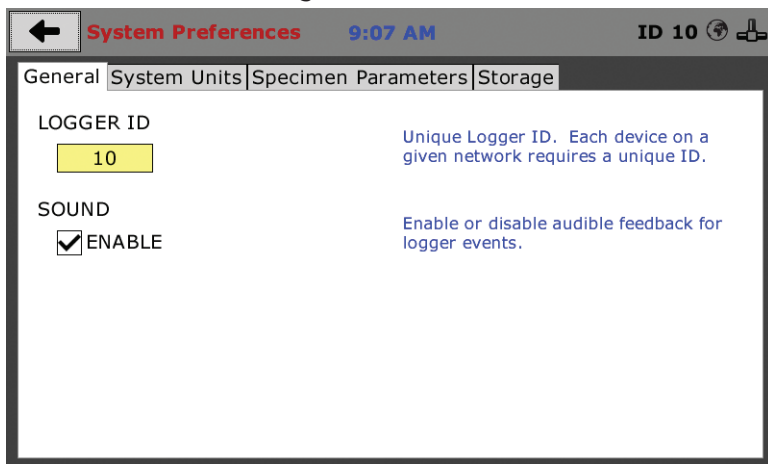 System Preferences 9:07 AM ID 10
General System Units Specimen Parameters Storage
LOGGER ID
10
Unique Logger ID. Each device on a
given network requires a unique ID.
SOUND
ENABLE
Enable or disable audible feedback for
logger events.